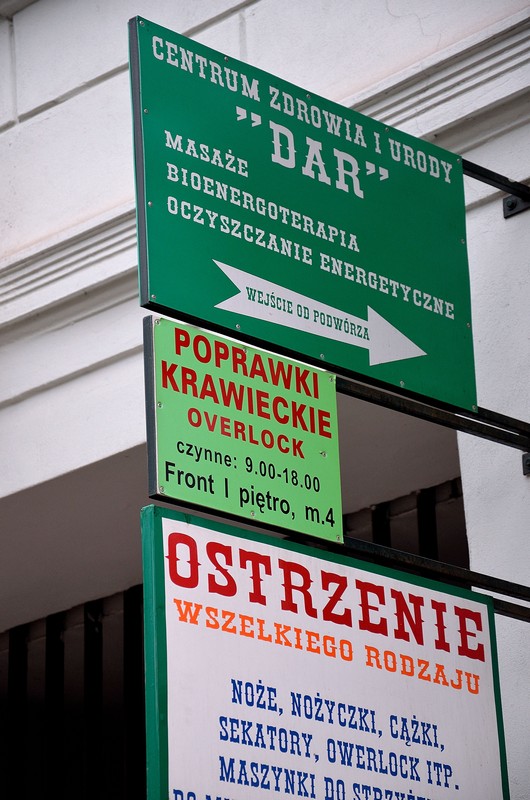 CENTRUM ZDROWIA I URODY
"DAR"
MASAŻE
BIOENERGOTERAPIA
OCZYSZCZANIE ENERGETYCZNE
WEJŚCIE OD PODWÓRZA
POPRAWKI
KRAWIECKIE
OVERLOCK
czynne: 9.00-18.00
Front I piętro, m.4
OSTRZENIE
WSZELKIEGO RODZAJU
NOŻE, NOŻYCZKI, CĄŻKI,
SEKATORY, OWERLOCK ITP.
MASZYNKI DO